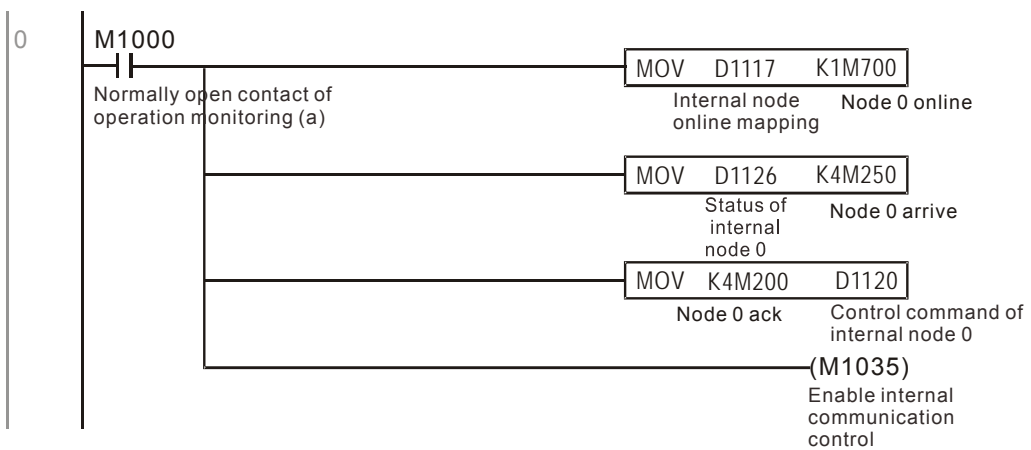 0
M1000
MOV D1117 K1M700
Normally open contact of
operation monitoring (a)
Internal node
online mapping
Node 0 online
MOV D1126 K4M250
Status of
internal
node 0
Node 0 arrive
MOV K4M200 D1120
Node 0 ack
Control command of
internal node 0
(M1035)
Enable internal
communication
control